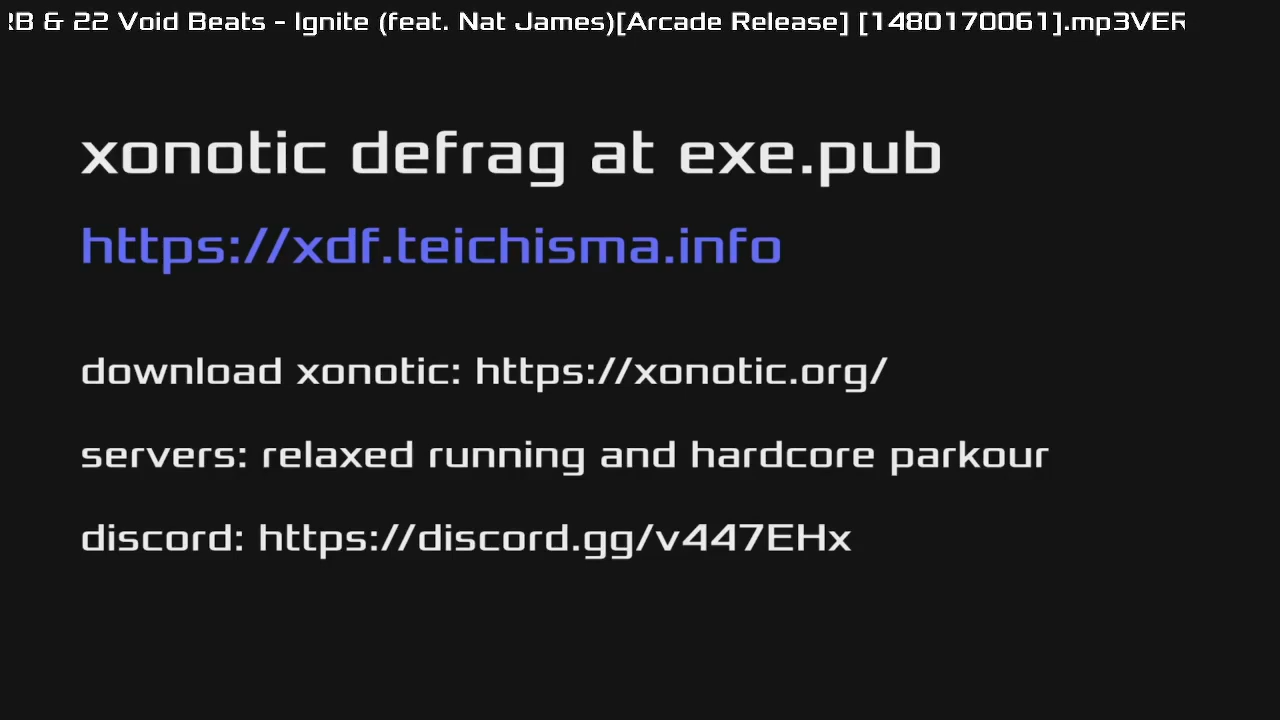 & 22 Void Beats - Ignite (feat. Nat James)[Arcade Release] [1480170061].mp3VER
xonotic defrag at exe.pub
https://xdf.teichisma.info
download xonotic: https://xonotic.org/
servers: relaxed running and hardcore parkour
discord: https://discord.gg/v447EHx